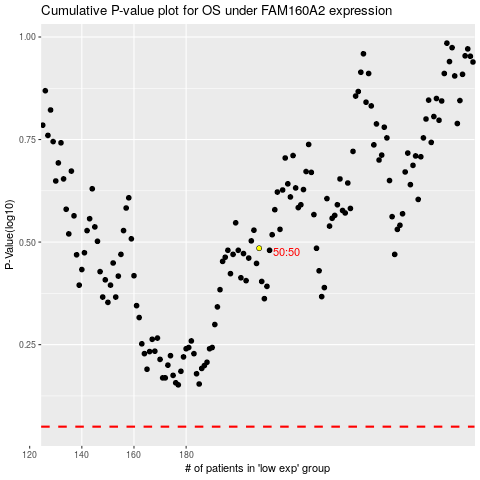 Cumulative P-value plot for OS under FAM160A2 expression
P-Value(log10)
1.00
0.75
0.50
0.25
50:50
120 140 160 180
# of patients in 'low exp' group